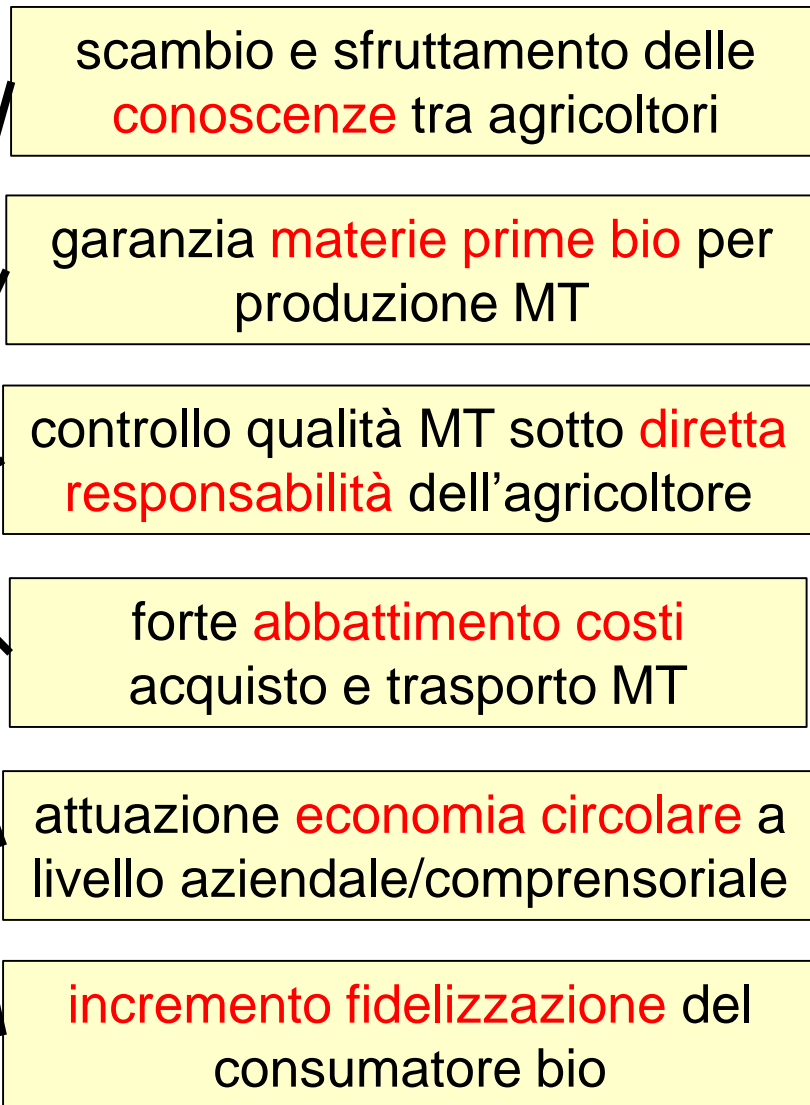 scambio e sfruttamento delle
conoscenze tra agricoltori
garanzia materie prime bio per
produzione MT
controllo qualità MT sotto diretta
responsabilità dell’agricoltore
forte abbattimento costi
acquisto e trasporto MT
attuazione economia circolare a
livello aziendale/comprensoriale
incremento fidelizzazione del
consumatore bio